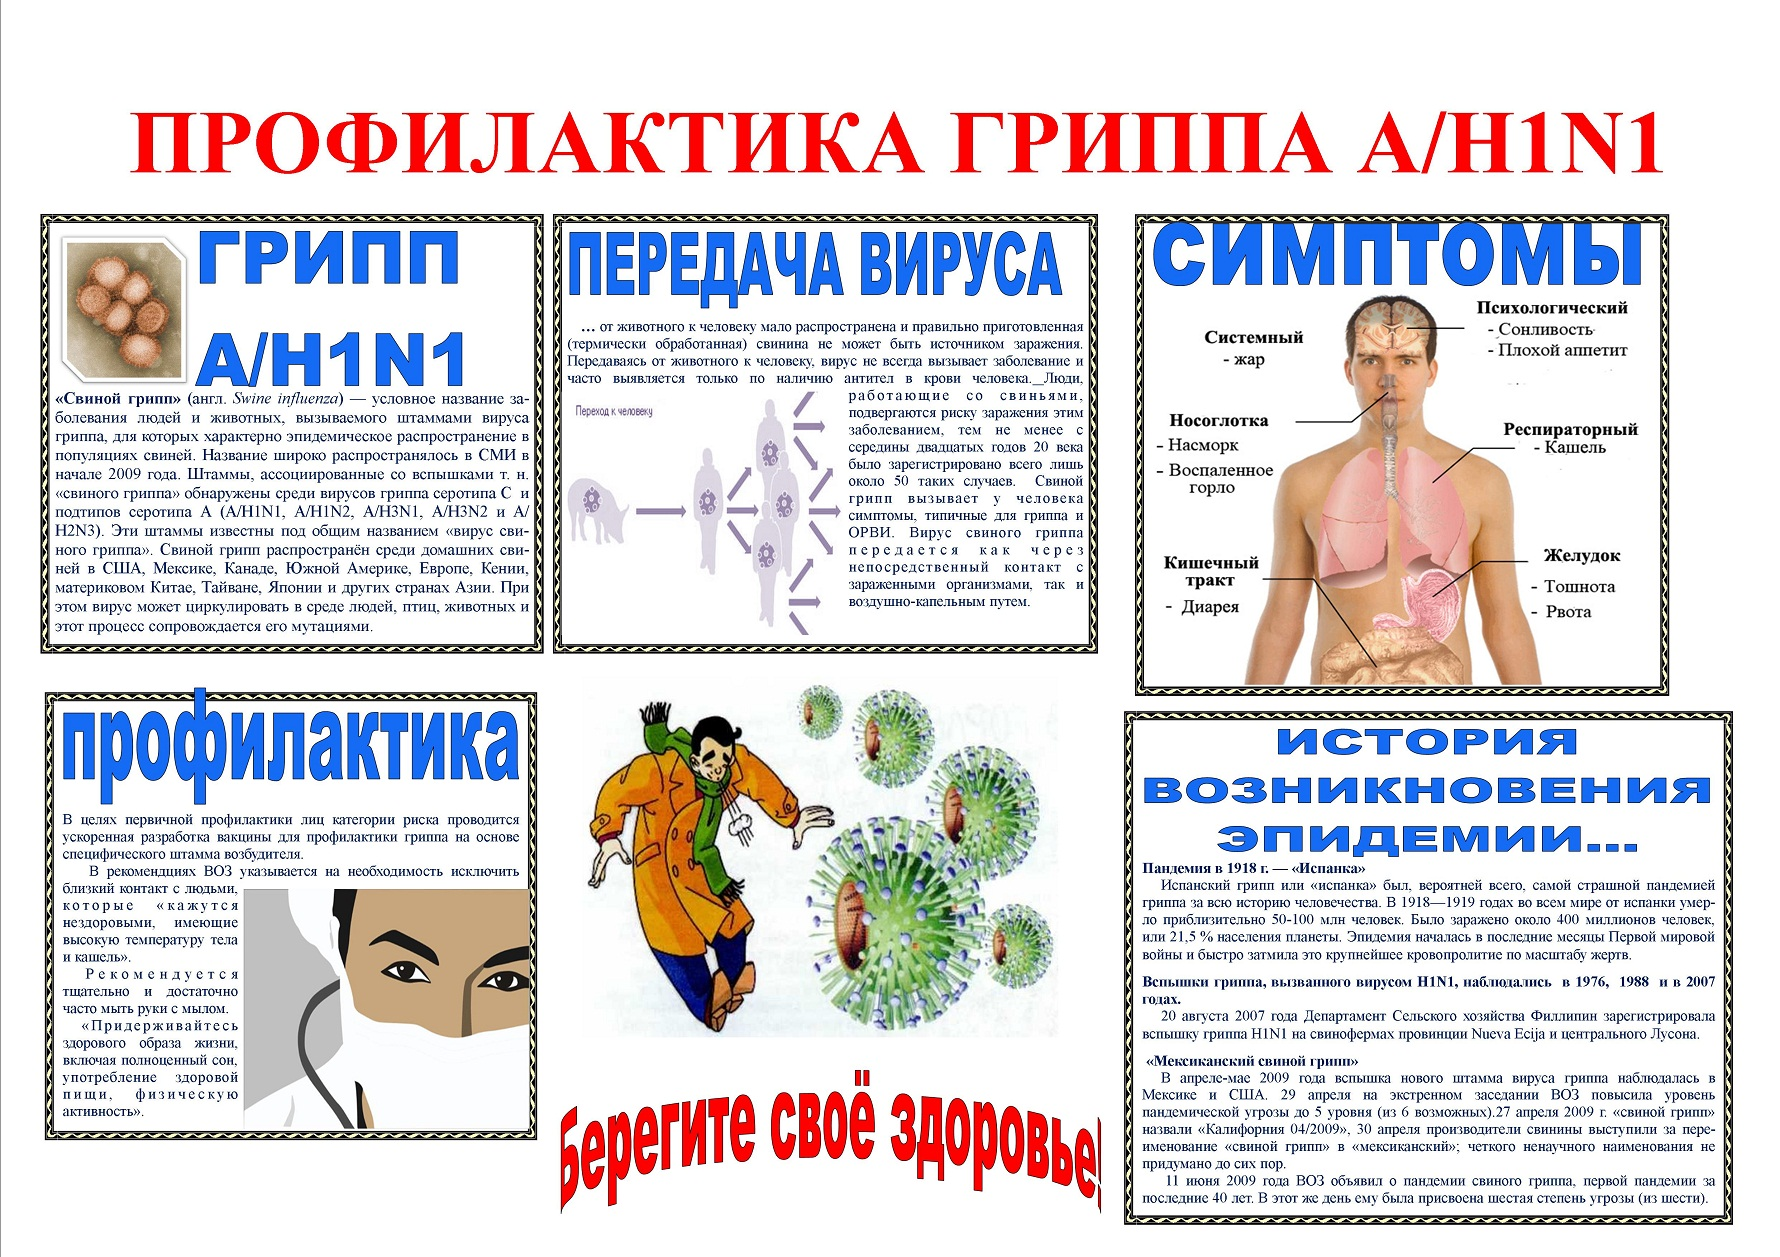 ПРОФИЛАКТИКА ГРИППА A/H1N1
ГРИПП
A/H1N1
«Свиной грипп» (англ. Swine influenza) — условное название за-
болевания людей и животных, вызываемого штаммами вируса
гриппа, для которых характерно эпидемическое распространение в
популяциях свиней. Название широко распространялось в СМИ в
начале 2009 года. Штаммы, ассоциированные со вспышками т. н.
«свиного гриппа» обнаружены среди вирусов гриппа серотипа С и
подтипов серотипа А (A/H1N1, A/H1N2, A/H3N1, A/H3N2 и A/
H2N3). Эти штаммы известны под общим названием «вирус сви-
ного гриппа». Свиной грипп распространён среди домашних сви-
ней в США, Мексике, Канаде, Южной Америке, Европе, Кении,
материковом Китае, Тайване, Японии и других странах Азии. При
этом вирус может циркулировать в среде людей, птиц, животных и
этот процесс сопровождается его мутациями.
ПЕРЕДАЧА ВИРУСА
… от животного к человеку мало распространена и правильно приготовленная
(термически обработанная) свинина не может быть источником заражения.
Передаваясь от животного к человеку, вирус не всегда вызывает заболевание и
часто выявляется только по наличию антител в крови человека._Люди,
работающие со свиньями,
подвергаются риску заражения этим
заболеванием, тем не менее с
середины двадцатых годов 20 века
было зарегистрировано всего лишь
около 50 таких случаев. Свиной
грипп вызывает у человека
симптомы, типичные для гриппа и
ОРВИ. Вирус свиного гриппа
передается как через
непосредственный контакт с
зараженными организмами, так и
воздушно-капельным путем.
Переход к человеку
СИМПТОМЫ
Психологический
- Сонливость
- Плохой аппетит
Системный
- жар
Носоглотка
- Насморк
- Воспаленное
горло
Респираторный
- Кашель
Кишечный
тракт
- Диарея
Желудок
- Тошнота
- Рвота
профилактика
В целях первичной профилактики лиц категории риска проводится
ускоренная разработка вакцины для профилактики гриппа на основе
специфического штамма возбудителя.
В рекомендциях ВОЗ указывается на необходимость исключить
близкий контакт с людьми,
которые «кажутся
нездоровыми, имеющие
высокую температуру тела
и кашель».
Рекомендуется
тщательно и достаточно
часто мыть руки с мылом.
«Придерживайтесь
здорового образа жизни,
включая полноценный сон,
употребление здоровой
пищи, физическую
активность».
Берегите своё здоровье!
ИСТОРИЯ
ВОЗНИКНОВЕНИЯ
ЭПИДЕМИИ...
Пандемия в 1918 г. — «Испанка»
Испанский грипп или «испанка» был, вероятней всего, самой страшной пандемией
гриппа за всю историю человечества. В 1918—1919 годах во всем мире от испанки умер-
ло приблизительно 50-100 млн человек. Было заражено около 400 миллионов человек,
или 21,5 % населения планеты. Эпидемия началась в последние месяцы Первой мировой
войны и быстро затмила это крупнейшее кровопролитие по масштабу жертв.
Вспышки гриппа, вызванного вирусом H1N1, наблюдались в 1976, 1988 и в 2007
годах.
20 августа 2007 года Департамент Сельского хозяйства Филлипин зарегистрировала
вспышку гриппа H1N1 на свинофермах провинции Nueva Ecija и центрального Лусона.
«Мексиканский свиной грипп»
В апреле-мае 2009 года вспышка нового штамма вируса гриппа наблюдалась в
Мексике и США. 29 апреля на экстренном заседании ВОЗ повысила уровень
пандемической угрозы до 5 уровня (из 6 возможных).27 апреля 2009 г. «свиной грипп»
назвали «Калифорния 04/2009», 30 апреля производители свинины выступили за пере-
именование «свиной грипп» в «мексиканский»; четкого ненаучного наименования не
придумано до сих пор.
11 июня 2009 года ВОЗ объявил о пандемии свиного гриппа, первой пандемии за
последние 40 лет. В этот же день ему была присвоена шестая степень угрозы (из шести).